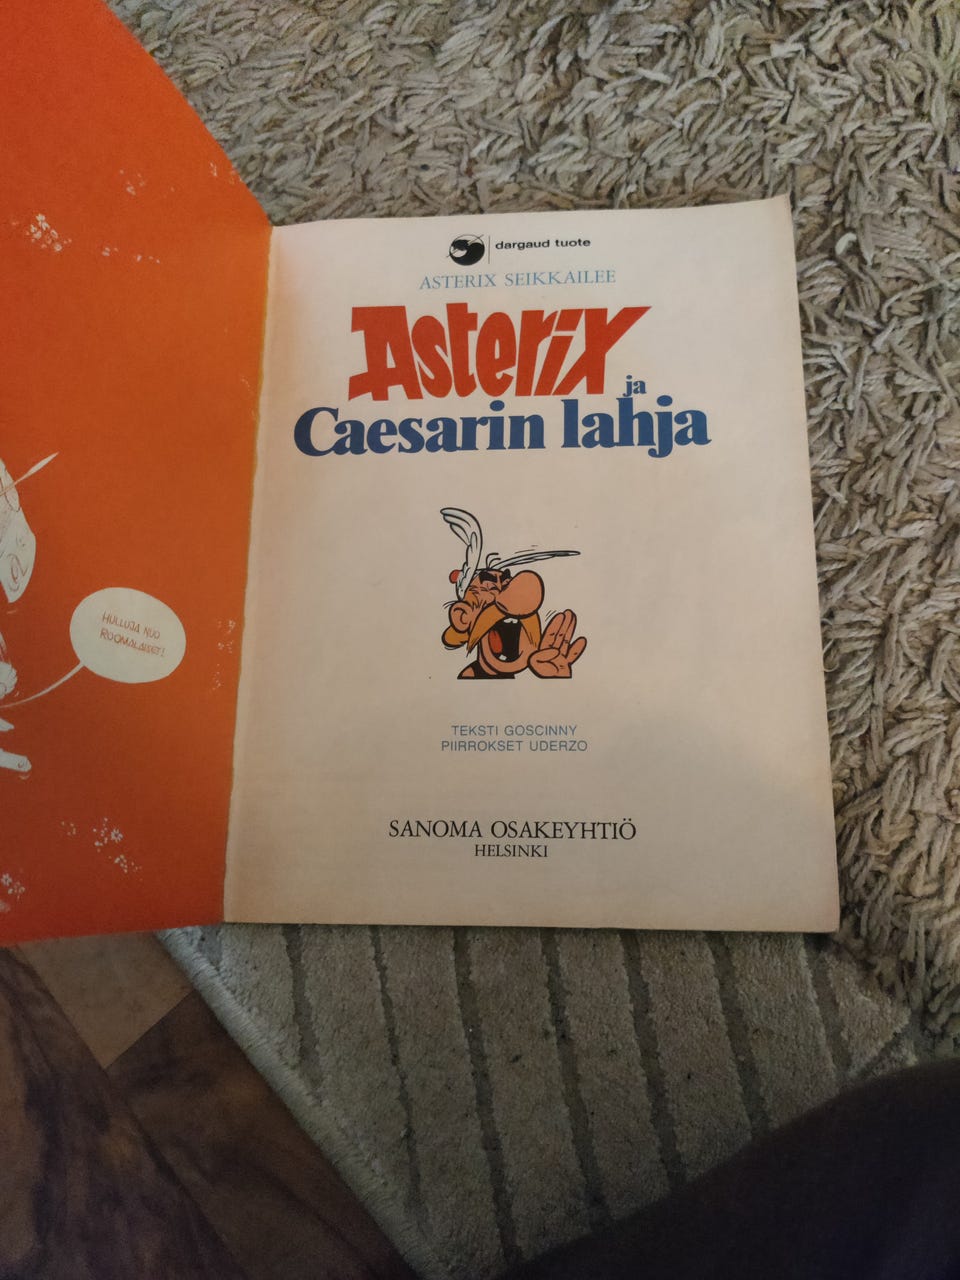 HULLUJA NUO
ROOMALAISET!
dargaud tuote
ASTERIX SEIKKAILEE
Asterix
ja
Caesarin lahja
TEKSTI GOSCINNY
PIIRROKSET UDERZO
SANOMA OSAKEYHTIÖ
HELSINKI